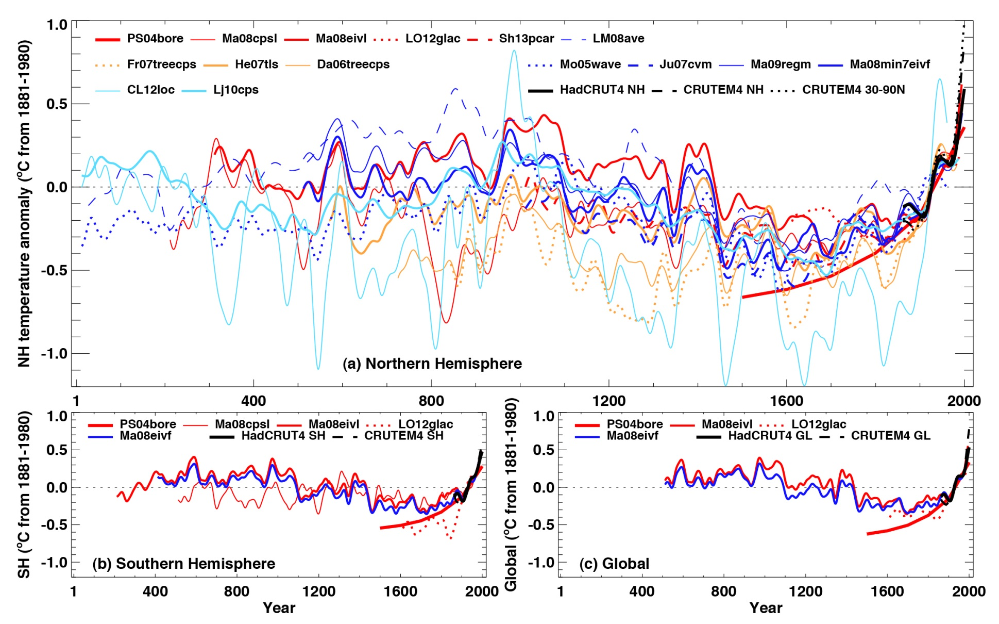 NH temperature anomaly (°C from 1881-1980)
1.0
0.5
0.0
-0.5
-1.0
PS04bore Ma08cpsl Ma08eivl LO12glac Sh13pcar LM08ave
Fr07treecps He07tls Da06treecps Mo05wave Ju07cvm Ma09regm Ma08min7eivf
CL12loc Lj10cps HadCRUT4 NH CRUTEM4 NH CRUTEM4 30-90N
(a) Northern Hemisphere
1 400 800 1200 1600 2000
SH (°C from 1881-1980)
1.0
0.5
0.0
-0.5
-1.0
PS04bore Ma08cpsl Ma08eivl LO12glac
Ma08eivf HadCRUT4 SH CRUTEM4 SH
(b) Southern Hemisphere
1 400 800 1200 1600 2000
Year
Global (°C from 1881-1980)
1.0
0.5
0.0
-0.5
-1.0
PS04bore Ma08eivl LO12glac
Ma08eivf HadCRUT4 GL CRUTEM4 GL
(c) Global
1 400 800 1200 1600 2000
Year